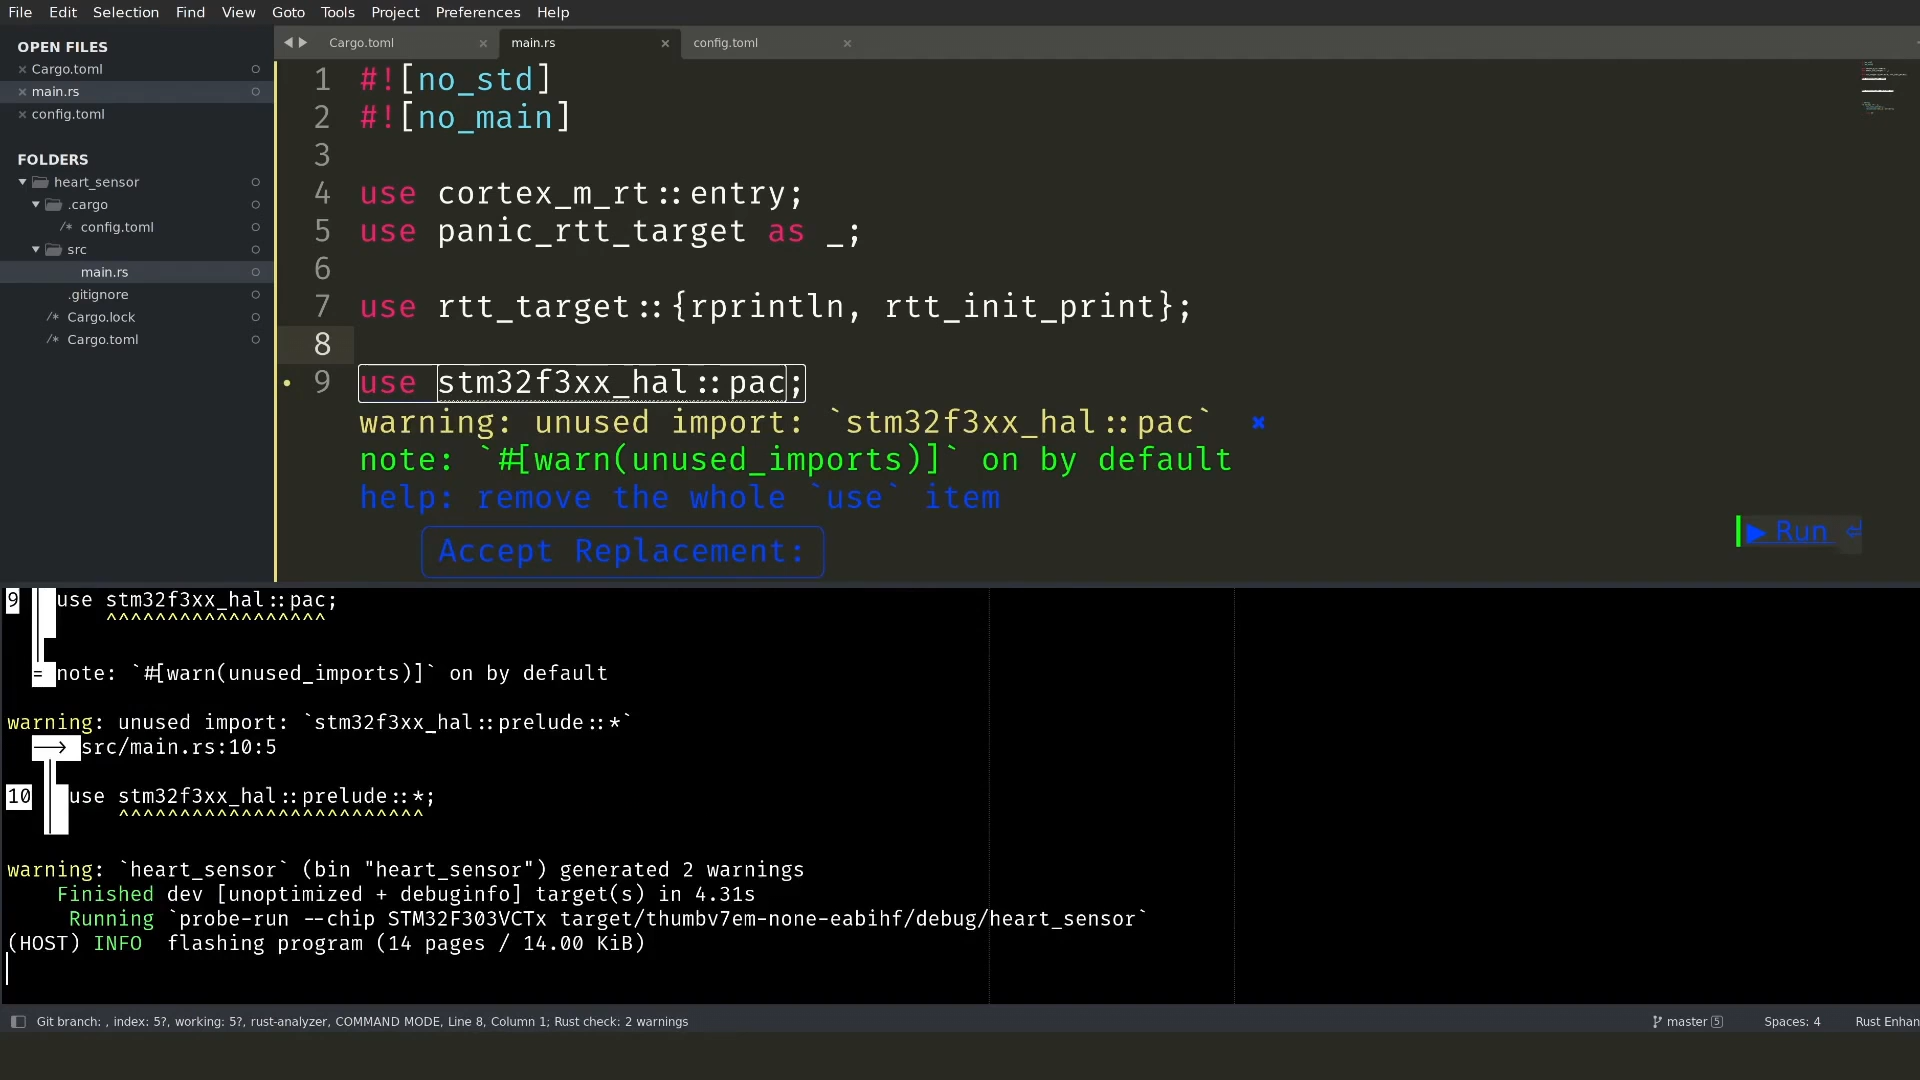 File Edit Selection Find View Goto Tools Project Preferences Help
OPEN FILES
Cargo.toml
main.rs
config.toml
FOLDERS
heart_sensor
.cargo
/* config.toml
src
main.rs
.gitignore
/* Cargo.lock
/* Cargo.toml
Cargo.toml main.rs config.toml
1 #![no_std]
2 #![no_main]
3
4 use cortex_m_rt::entry;
5 use panic_rtt_target as _;
6
7 use rtt_target::{rprintln, rtt_init_print};
8
9 use stm32f3xx_hal::pac;
warning: unused import: `stm32f3xx_hal::pac` ×
note: `#[warn(unused_imports)]` on by default
help: remove the whole `use` item
Accept Replacement:
▶ Run
9 use stm32f3xx_hal::pac;
^^^^^^^^^^^^^^^^^^
= note: `#[warn(unused_imports)]` on by default
warning: unused import: `stm32f3xx_hal::prelude::*`
--> src/main.rs:10:5
10 use stm32f3xx_hal::prelude::*;
^^^^^^^^^^^^^^^^^^^^^^^^^
warning: `heart_sensor` (bin "heart_sensor") generated 2 warnings
Finished dev [unoptimized + debuginfo] target(s) in 4.31s
Running `probe-run --chip STM32F303VCTx target/thumbv7em-none-eabihf/debug/heart_sensor`
(HOST) INFO flashing program (14 pages / 14.00 KiB)
Git branch: , index: 5?, working: 5?, rust-analyzer, COMMAND MODE, Line 8, Column 1; Rust check: 2 warnings master 5 Spaces: 4 Rust Enhan